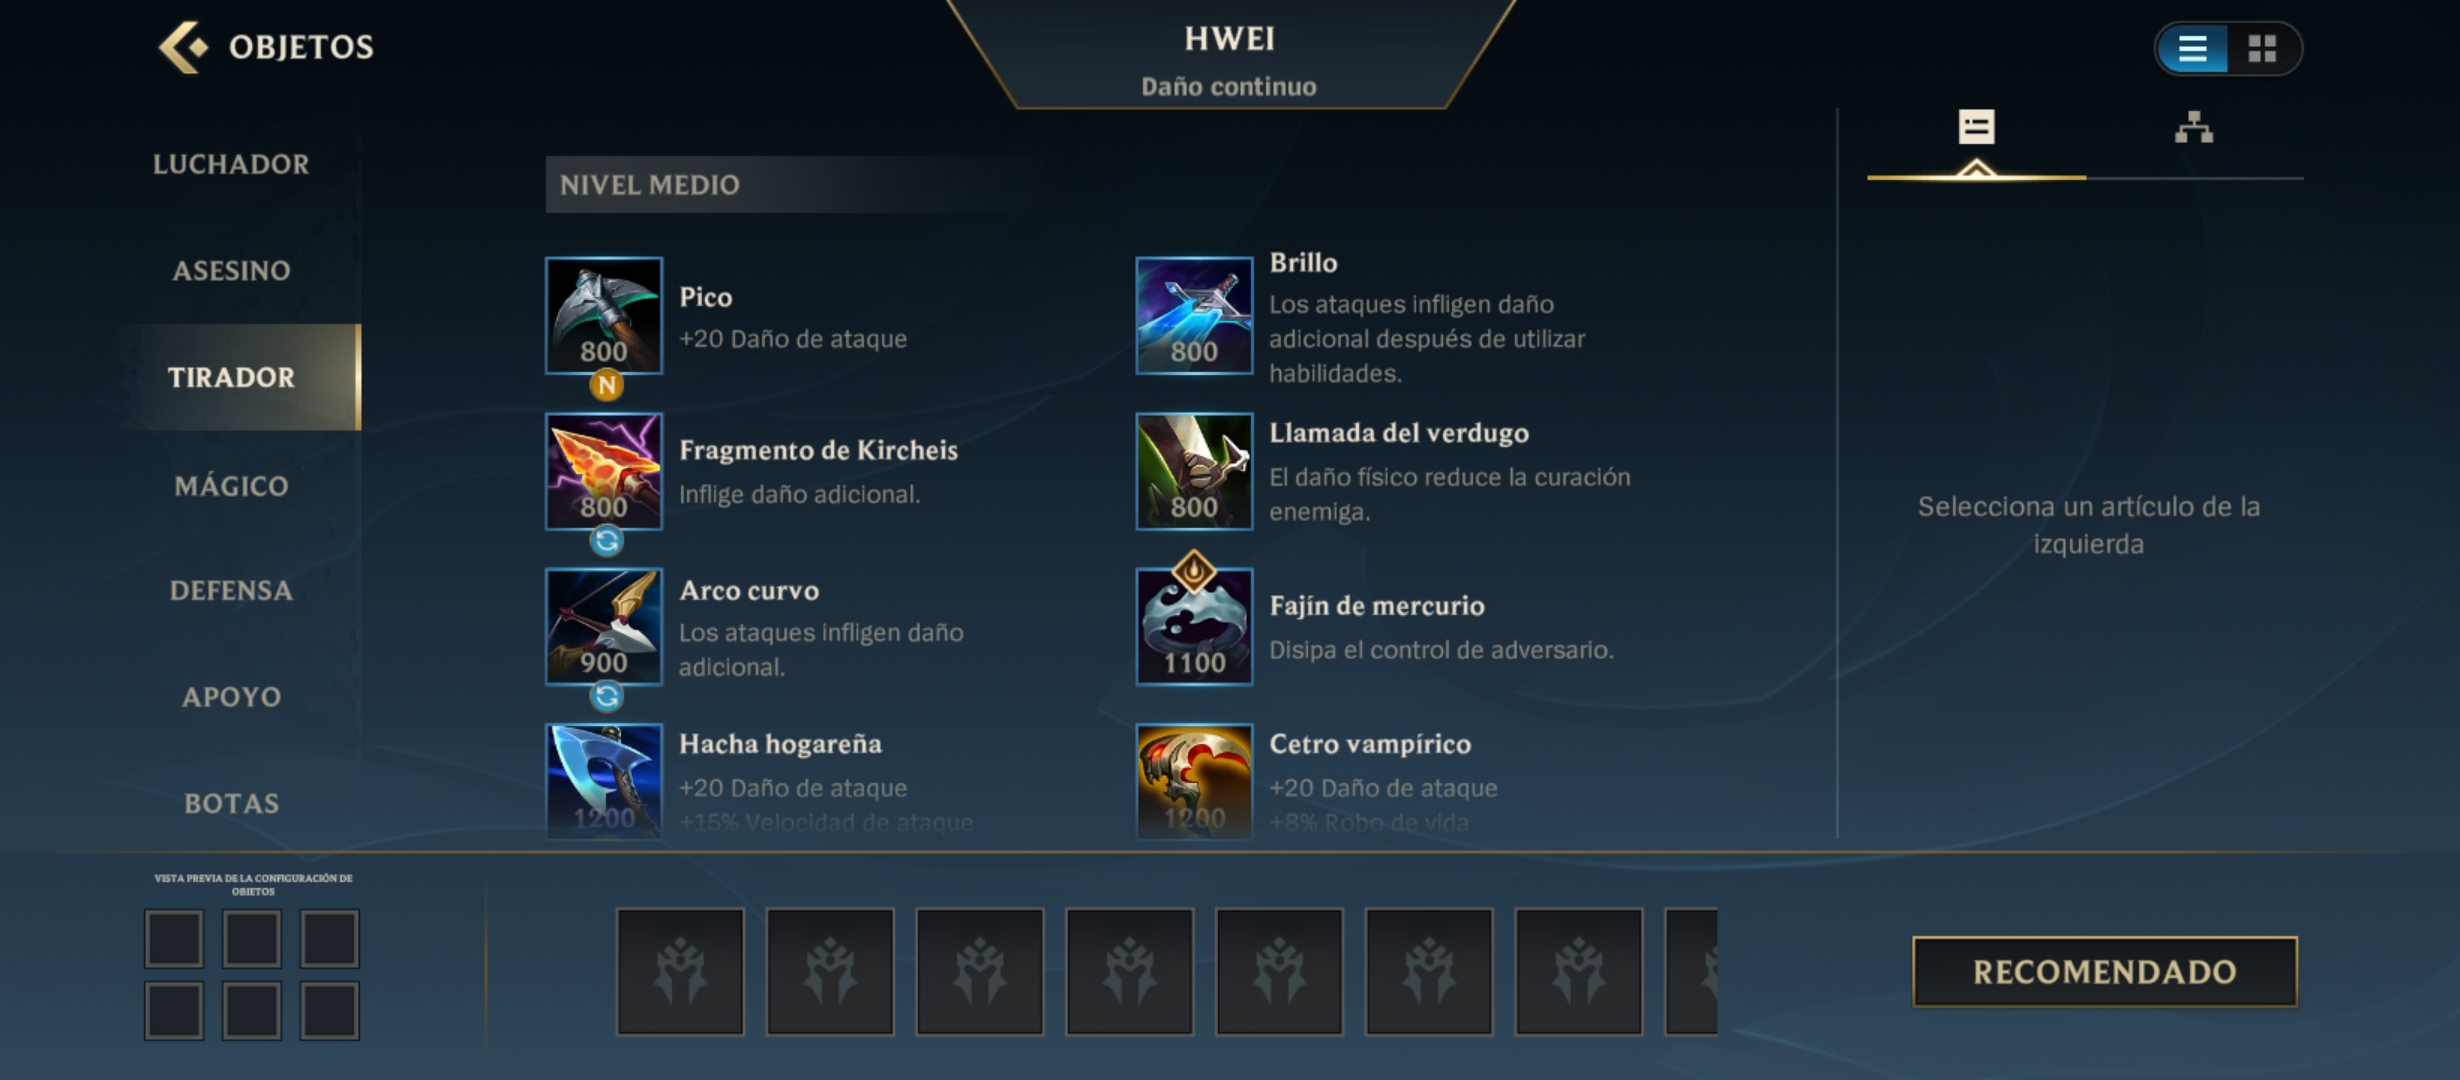 OBJETOS
HWEI
Daño continuo
LUCHADOR
ASESINO
TIRADOR
MÁGICO
DEFENSA
APOYO
BOTAS
NIVEL MEDIO
800
N
Pico
+20 Daño de ataque
800
Brillo
Los ataques infligen daño
adicional después de utilizar
habilidades.
800
Fragmento de Kircheis
Inflige daño adicional.
800
Llamada del verdugo
El daño físico reduce la curación
enemiga.
900
Arco curvo
Los ataques infligen daño
adicional.
1100
Fajín de mercurio
Disipa el control de adversario.
1200
Hacha hogareña
+20 Daño de ataque
+15% Velocidad de ataque
1200
Cetro vampírico
+20 Daño de ataque
+8% Robo de vida
Selecciona un artículo de la
izquierda
VISTA PREVIA DE LA CONFIGURACIÓN DE
OBJETOS
RECOMENDADO